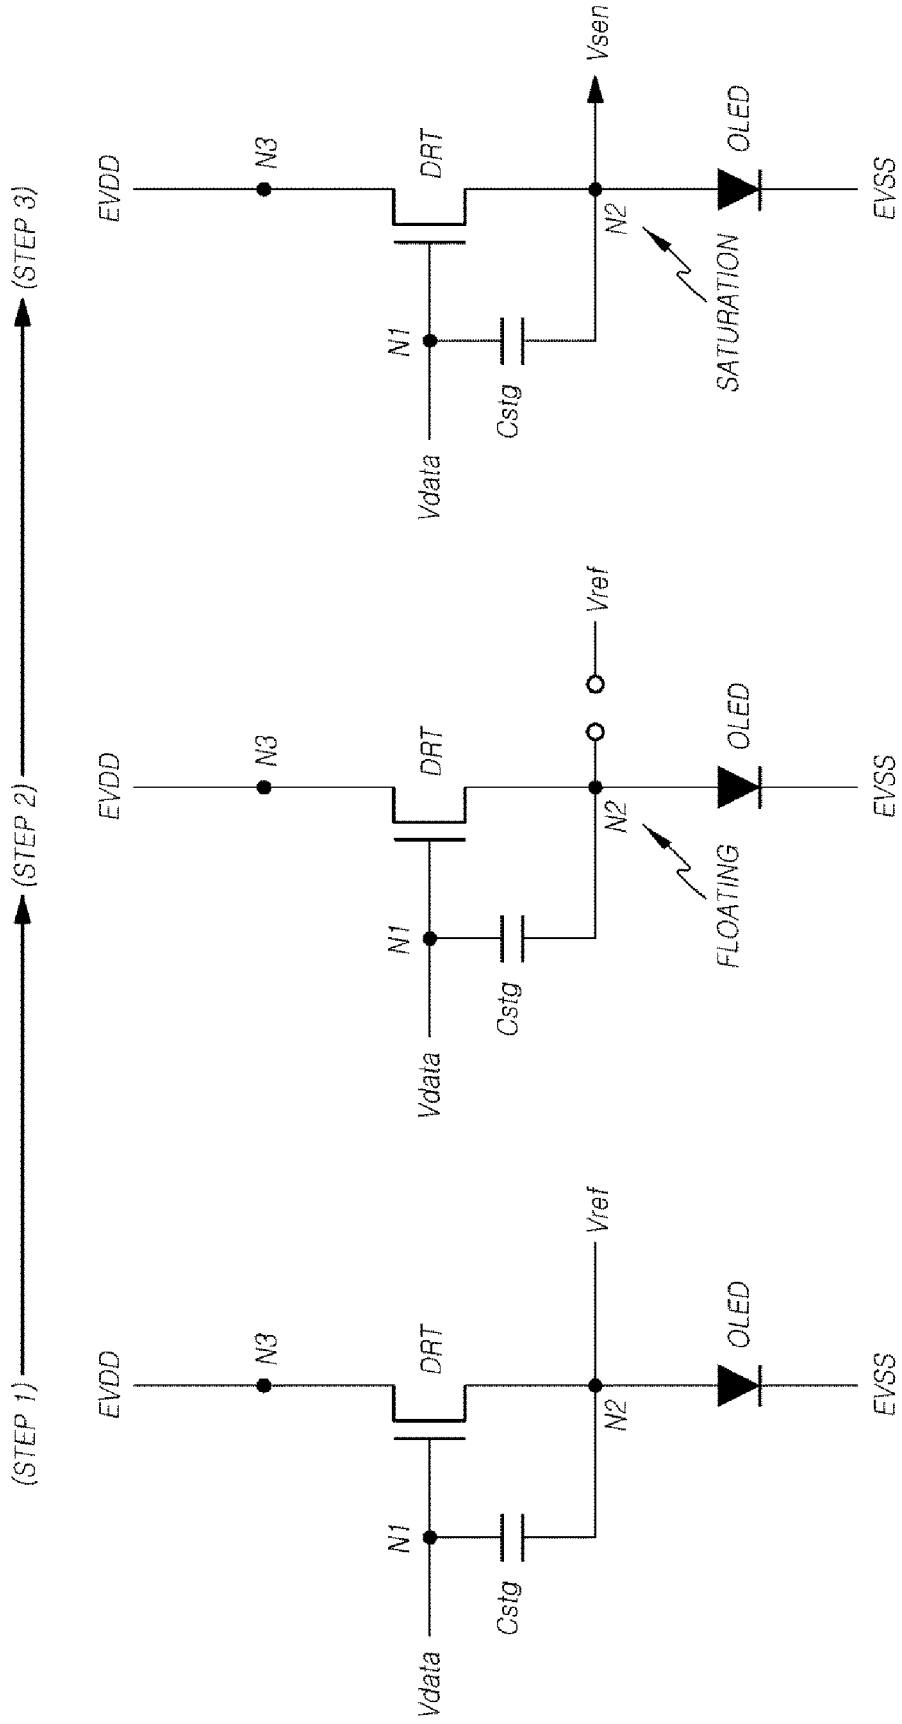 (STEP 1)
(STEP 2)
(STEP 3)
EVDD
N3
DRT
N1
Vdata
Cstg
Vref
N2
OLED
EVSS
EVDD
N3
DRT
N1
Vdata
Cstg
Vref
N2
FLOATING
OLED
EVSS
EVDD
N3
DRT
N1
Vdata
Cstg
Vsen
N2
SATURATION
OLED
EVSS